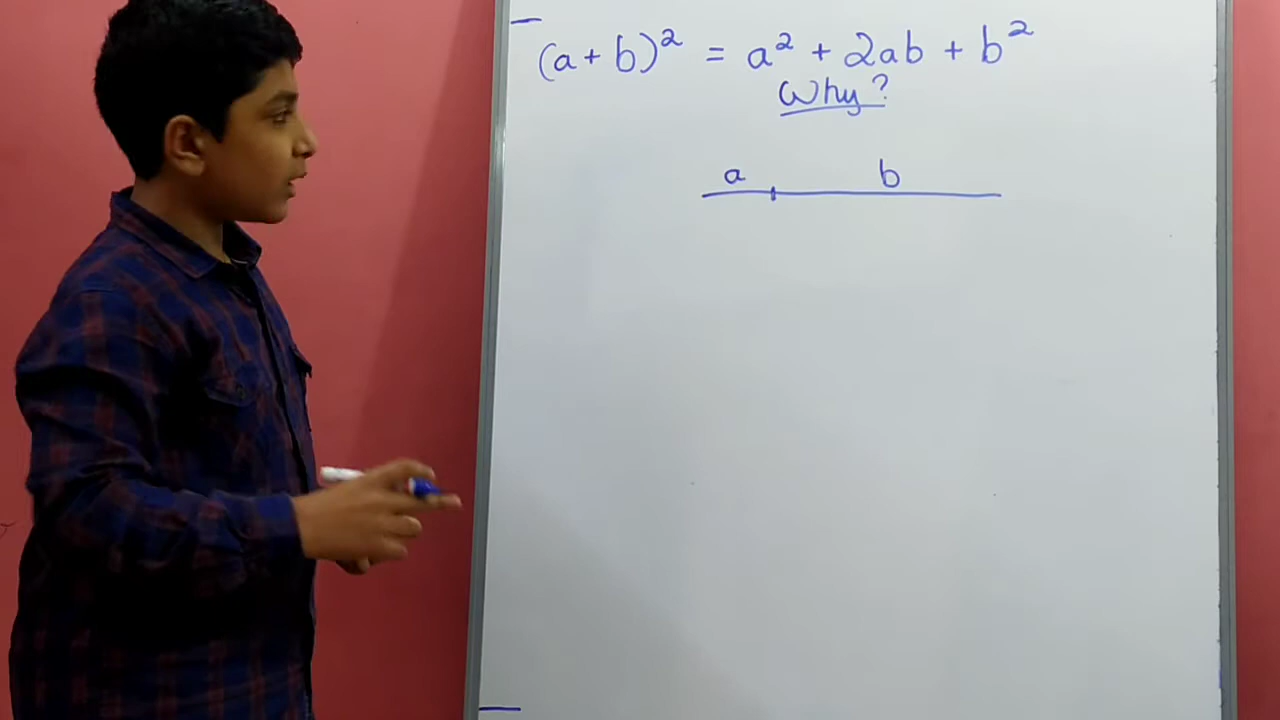 (a + b)² = a² + 2ab + b²
Why?
a b